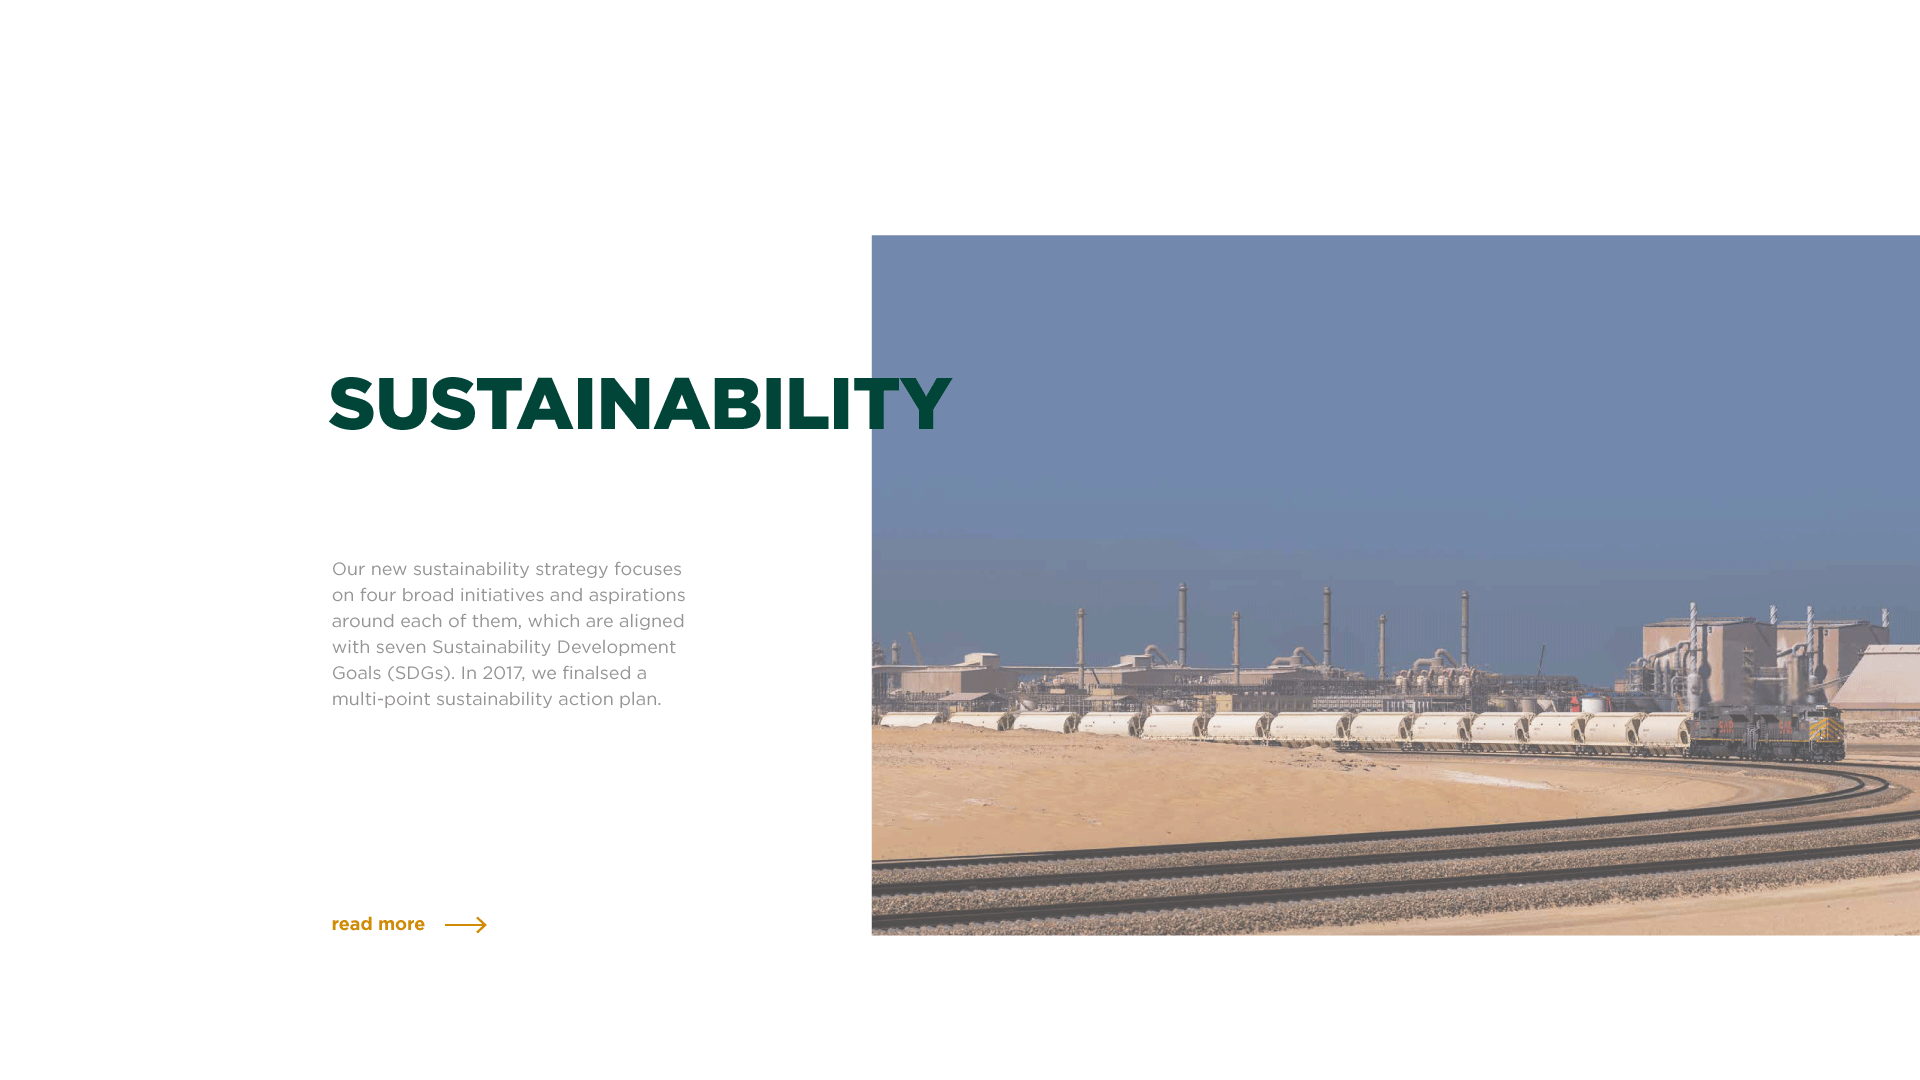 SUSTAINABILITY
Our new sustainability strategy focuses
on four broad initiatives and aspirations
around each of them, which are aligned
with seven Sustainability Development
Goals (SDGs). In 2017, we finalsed a
multi-point sustainability action plan.
read more